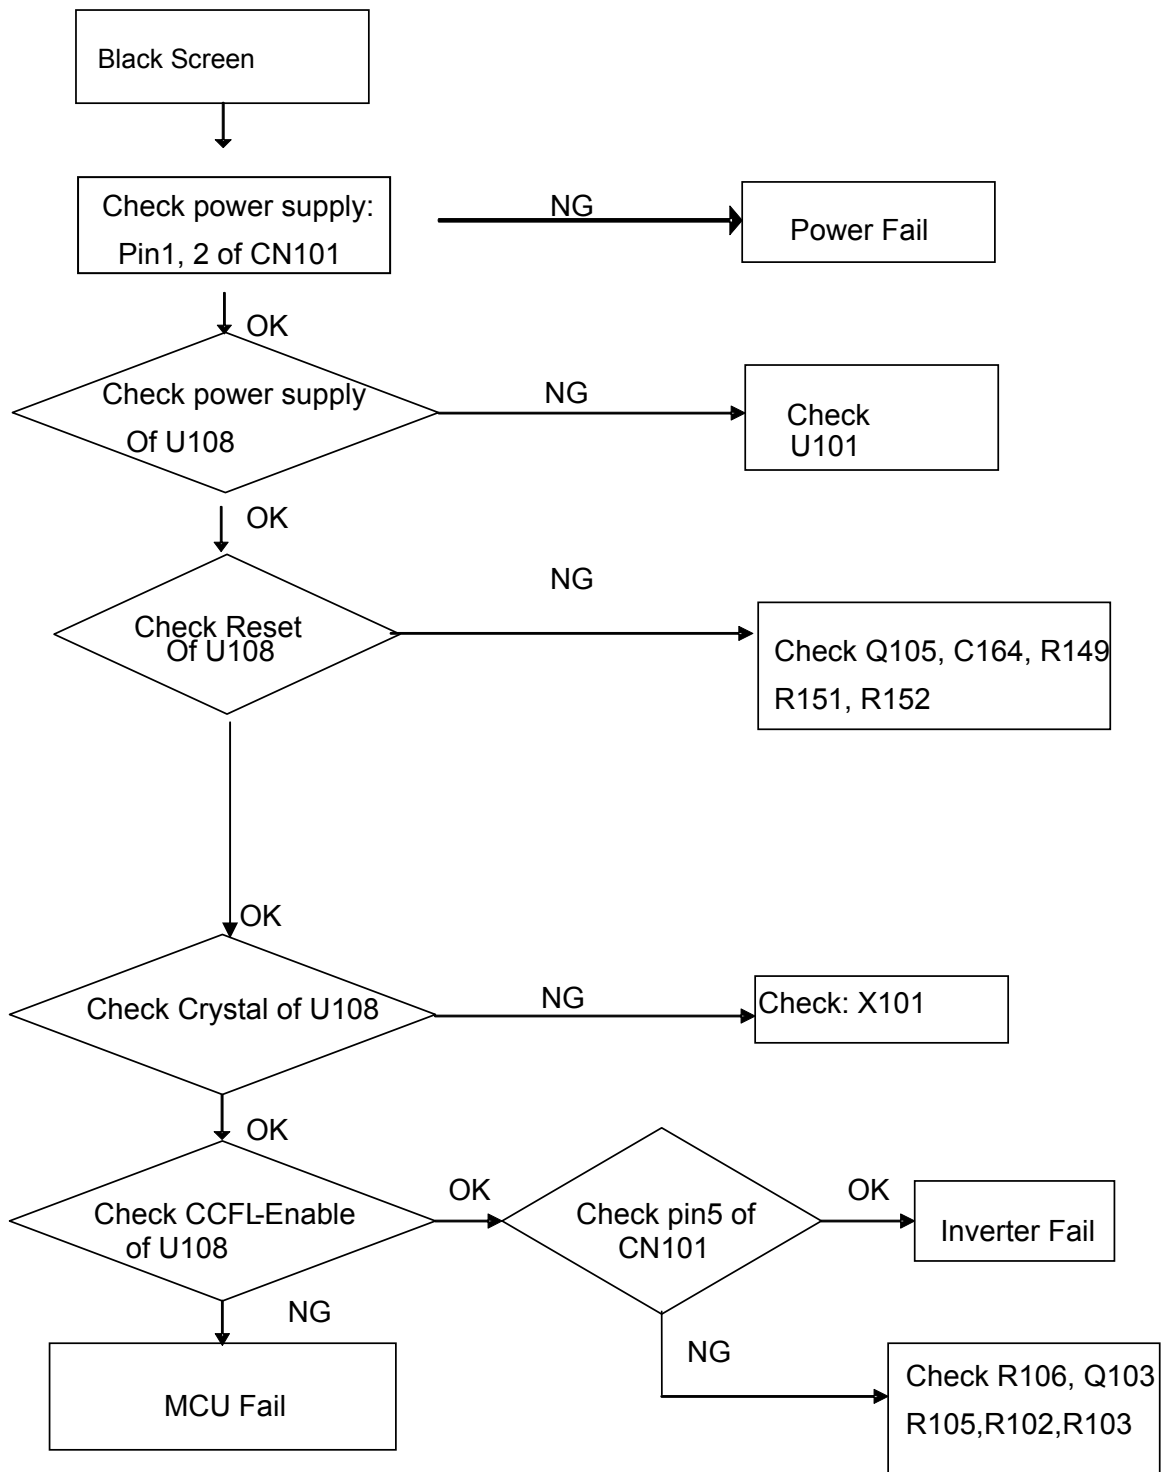 Black Screen
Check power supply:
Pin1, 2 of CN101
NG
Power Fail
OK
Check power supply
Of U108
NG
Check
U101
OK
Check Reset
Of U108
NG
Check Q105, C164, R149
R151, R152
OK
Check Crystal of U108
NG
Check: X101
OK
Check CCFL-Enable
of U108
OK
Check pin5 of
CN101
OK
Inverter Fail
NG
MCU Fail
NG
Check R106, Q103
R105,R102,R103